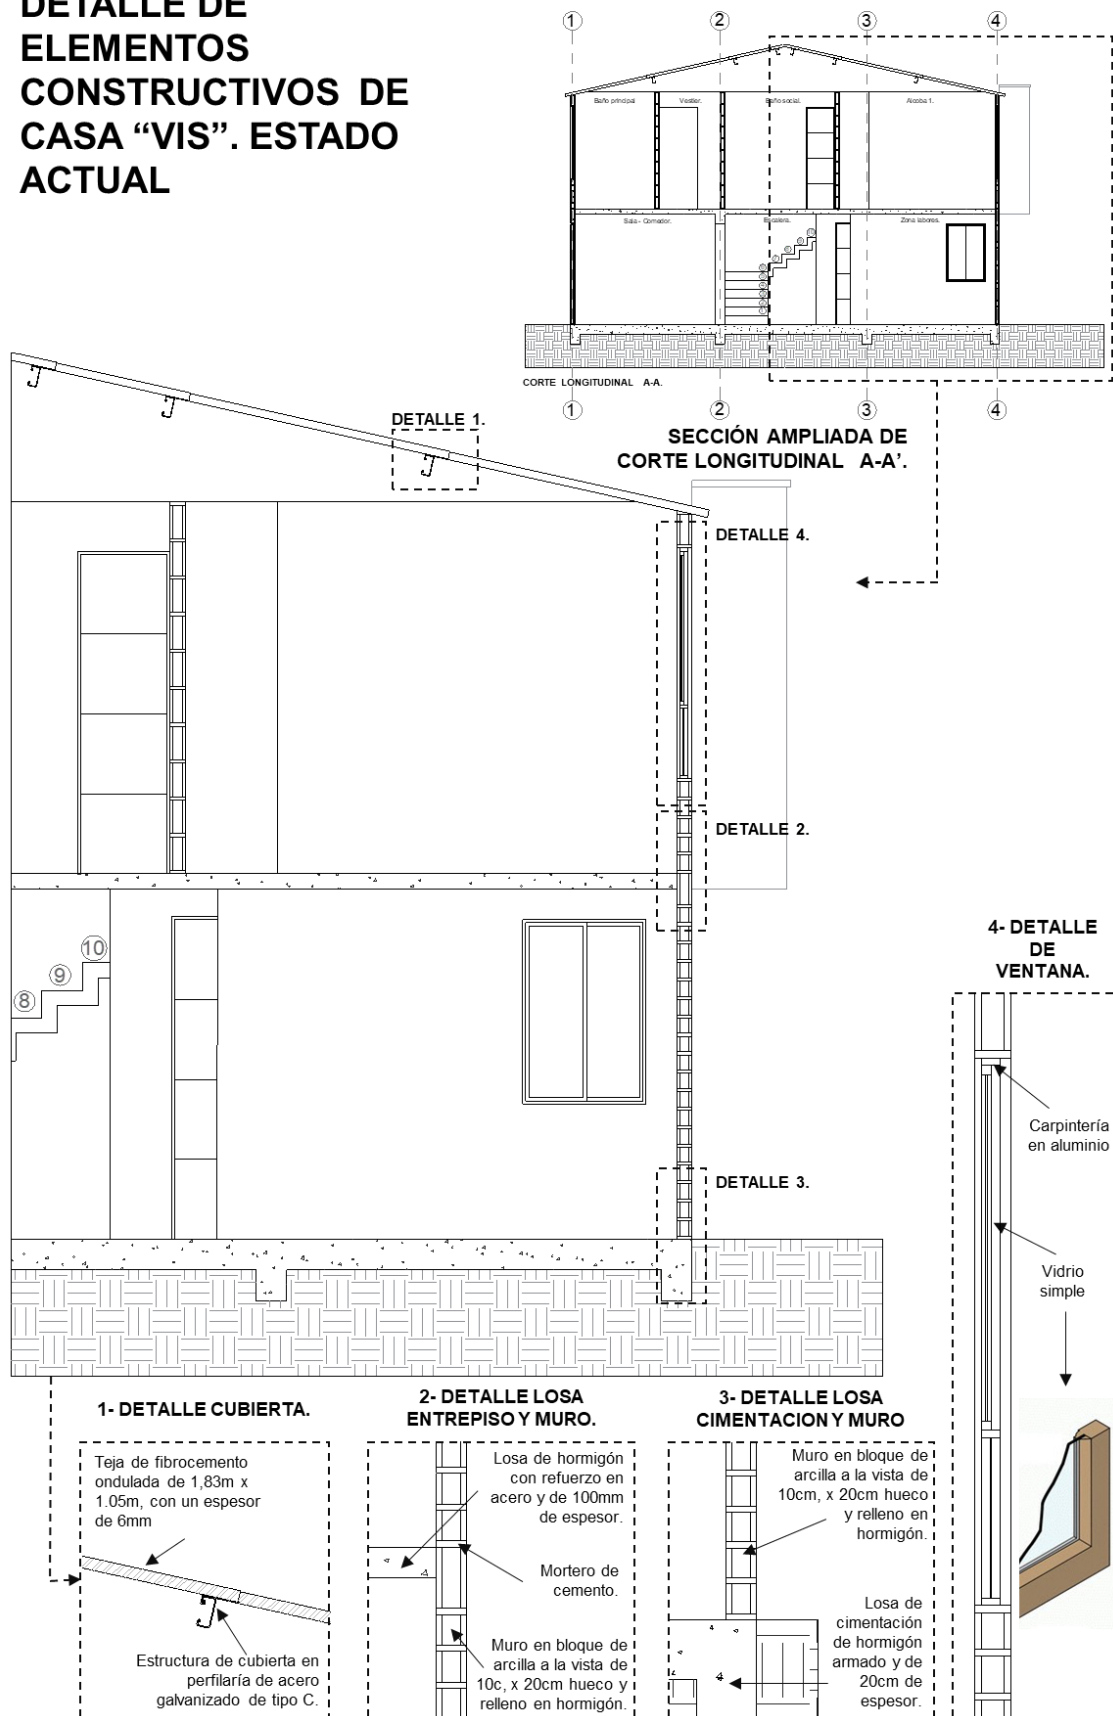 DETALLE DE
ELEMENTOS
CONSTRUCTIVOS DE
CASA “VIS”. ESTADO
ACTUAL
1 2 3 4
Baño principal Vestier. Baño social. Alcoba 1.
Sala - Comedor. Escalera. Zona labores.
CORTE LONGITUDINAL A-A.
1 2 3 4
SECCIÓN AMPLIADA DE
CORTE LONGITUDINAL A-A’.
DETALLE 1.
DETALLE 4.
DETALLE 2.
10
9
8
DETALLE 3.
4- DETALLE
DE
VENTANA.
Carpintería
en aluminio
Vidrio
simple
1- DETALLE CUBIERTA.
Teja de fibrocemento
ondulada de 1,83m x
1.05m, con un espesor
de 6mm
Estructura de cubierta en
perfilaría de acero
galvanizado de tipo C.
2- DETALLE LOSA
ENTREPISO Y MURO.
Losa de hormigón
con refuerzo en
acero y de 100mm
de espesor.
Mortero de
cemento.
Muro en bloque de
arcilla a la vista de
10c, x 20cm hueco y
relleno en hormigón.
3- DETALLE LOSA
CIMENTACION Y MURO
Muro en bloque de
arcilla a la vista de
10cm, x 20cm hueco
y relleno en
hormigón.
Losa de
cimentación
de hormigón
armado y de
20cm de
espesor.